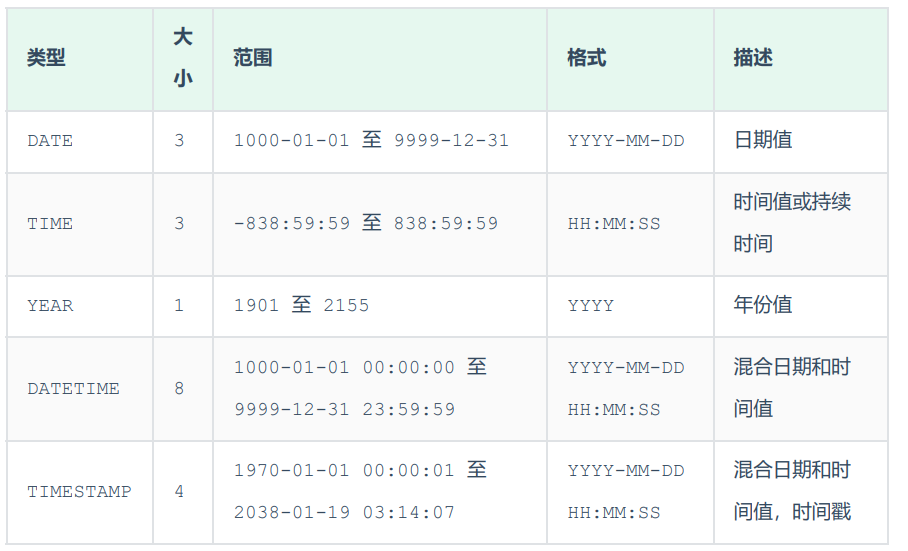 类型 大小 范围 格式 描述
DATE 3 1000-01-01 至 9999-12-31 YYYY-MM-DD 日期值
TIME 3 -838:59:59 至 838:59:59 HH:MM:SS 时间值或持续
时间
YEAR 1 1901 至 2155 YYYY 年份值
DATETIME 8 1000-01-01 00:00:00 至 YYYY-MM-DD 混合日期和时
9999-12-31 23:59:59 HH:MM:SS 间值
TIMESTAMP 4 1970-01-01 00:00:01 至 YYYY-MM-DD 混合日期和时
2038-01-19 03:14:07 HH:MM:SS 间值，时间戳